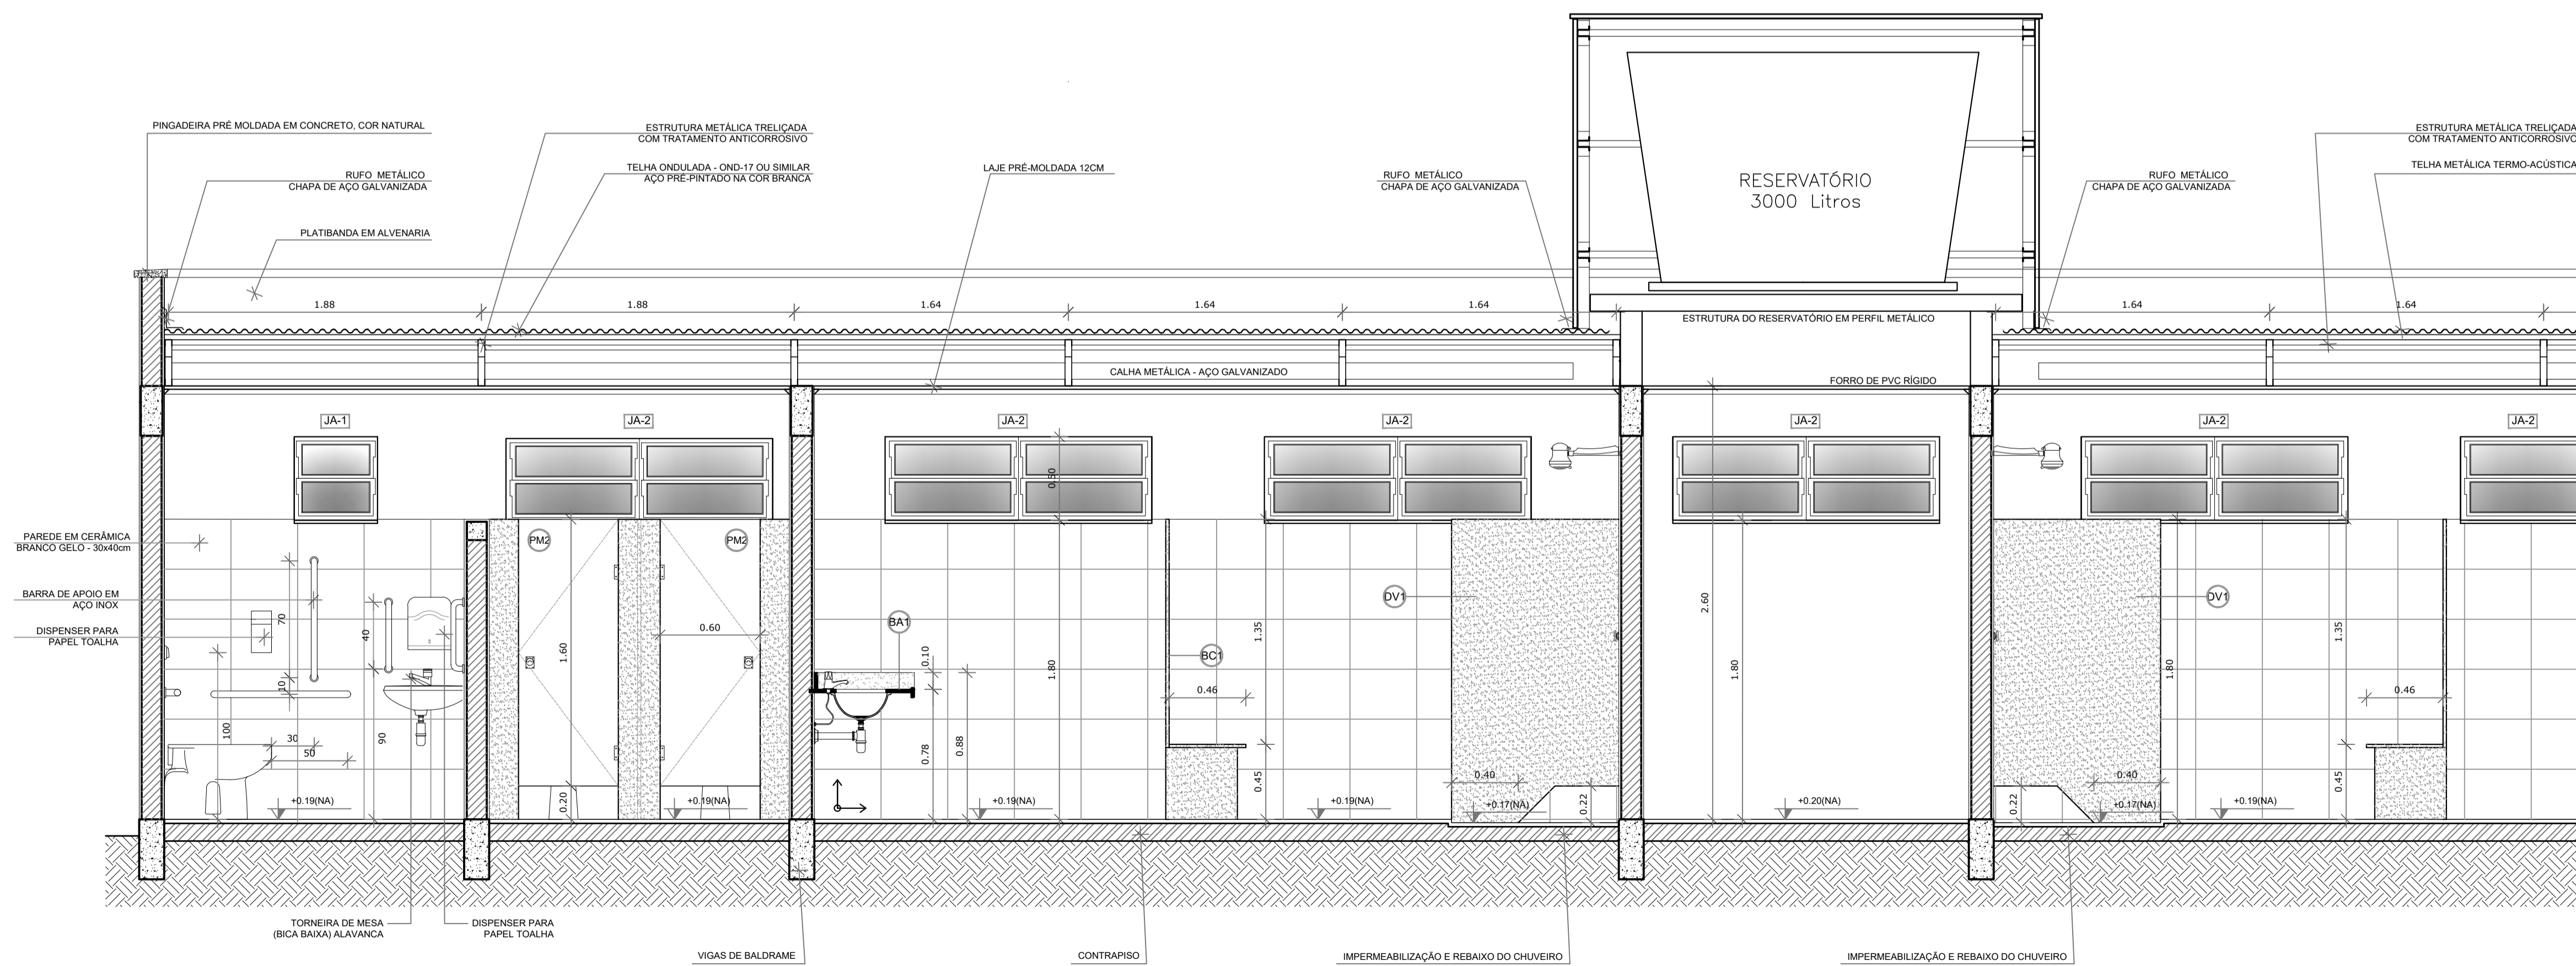 RESERVATÓRIO
3000 Litros
PINGADEIRA PRÉ MOLDADA EM CONCRETO, COR NATURAL
ESTRUTURA METÁLICA TRELIÇADA
COM TRATAMENTO ANTICORROSIVO
RUFO METÁLICO
CHAPA DE AÇO GALVANIZADA
TELHA ONDULADA - OND-17 OU SIMILAR
AÇO PRÉ-PINTADO NA COR BRANCA
LAJE PRÉ-MOLDADA 12CM
RUFO METÁLICO
CHAPA DE AÇO GALVANIZADA
RUFO METÁLICO
CHAPA DE AÇO GALVANIZADA
ESTRUTURA METÁLICA TRELIÇADA
COM TRATAMENTO ANTICORROSIVO
TELHA METÁLICA TERMO-ACÚSTICA
PLATIBANDA EM ALVENARIA
1.88
1.88
1.64
1.64
1.64
1.64
1.64
ESTRUTURA DO RESERVATÓRIO EM PERFIL METÁLICO
CALHA METÁLICA - AÇO GALVANIZADO
FORRO DE PVC RÍGIDO
JA-1
JA-2
JA-2
JA-2
JA-2
JA-2
JA-2
0.50
PAREDE EM CERÂMICA
BRANCO GELO - 30x40cm
BARRA DE APOIO EM
AÇO INOX
DISPENSER PARA
PAPEL TOALHA
70
10
100
30
50
40
90
+0.19(NA)
PM2
PM2
1.60
0.60
0.20
+0.19(NA)
BA1
0.10
0.78
0.88
1.80
+0.19(NA)
BC1
0.46
1.35
0.45
+0.19(NA)
DV1
0.40
+0.17(NA)
0.22
2.60
1.80
+0.20(NA)
DV1
0.22
0.40
+0.17(NA)
1.80
+0.19(NA)
1.35
0.45
0.46
TORNEIRA DE MESA
(BICA BAIXA) ALAVANCA
DISPENSER PARA
PAPEL TOALHA
VIGAS DE BALDRAME
CONTRAPISO
IMPERMEABILIZAÇÃO E REBAIXO DO CHUVEIRO
IMPERMEABILIZAÇÃO E REBAIXO DO CHUVEIRO